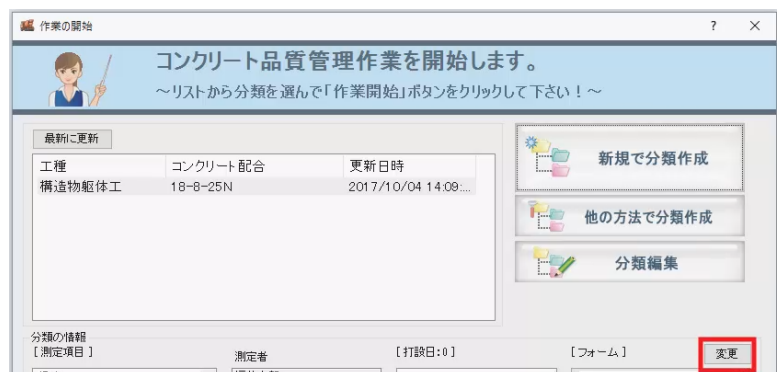 作業の開始
コンクリート品質管理作業を開始します。
～リストから分類を選んで「作業開始」ボタンをクリックして下さい！～
最新に更新
工種 コンクリート配合 更新日時
構造物躯体工 18-8-25N 2017/10/04 14:09:...
新規で分類作成
他の方法で分類作成
分類編集
分類の情報
[測定項目] 測定者 [打設日:0] [フォーム] 変更